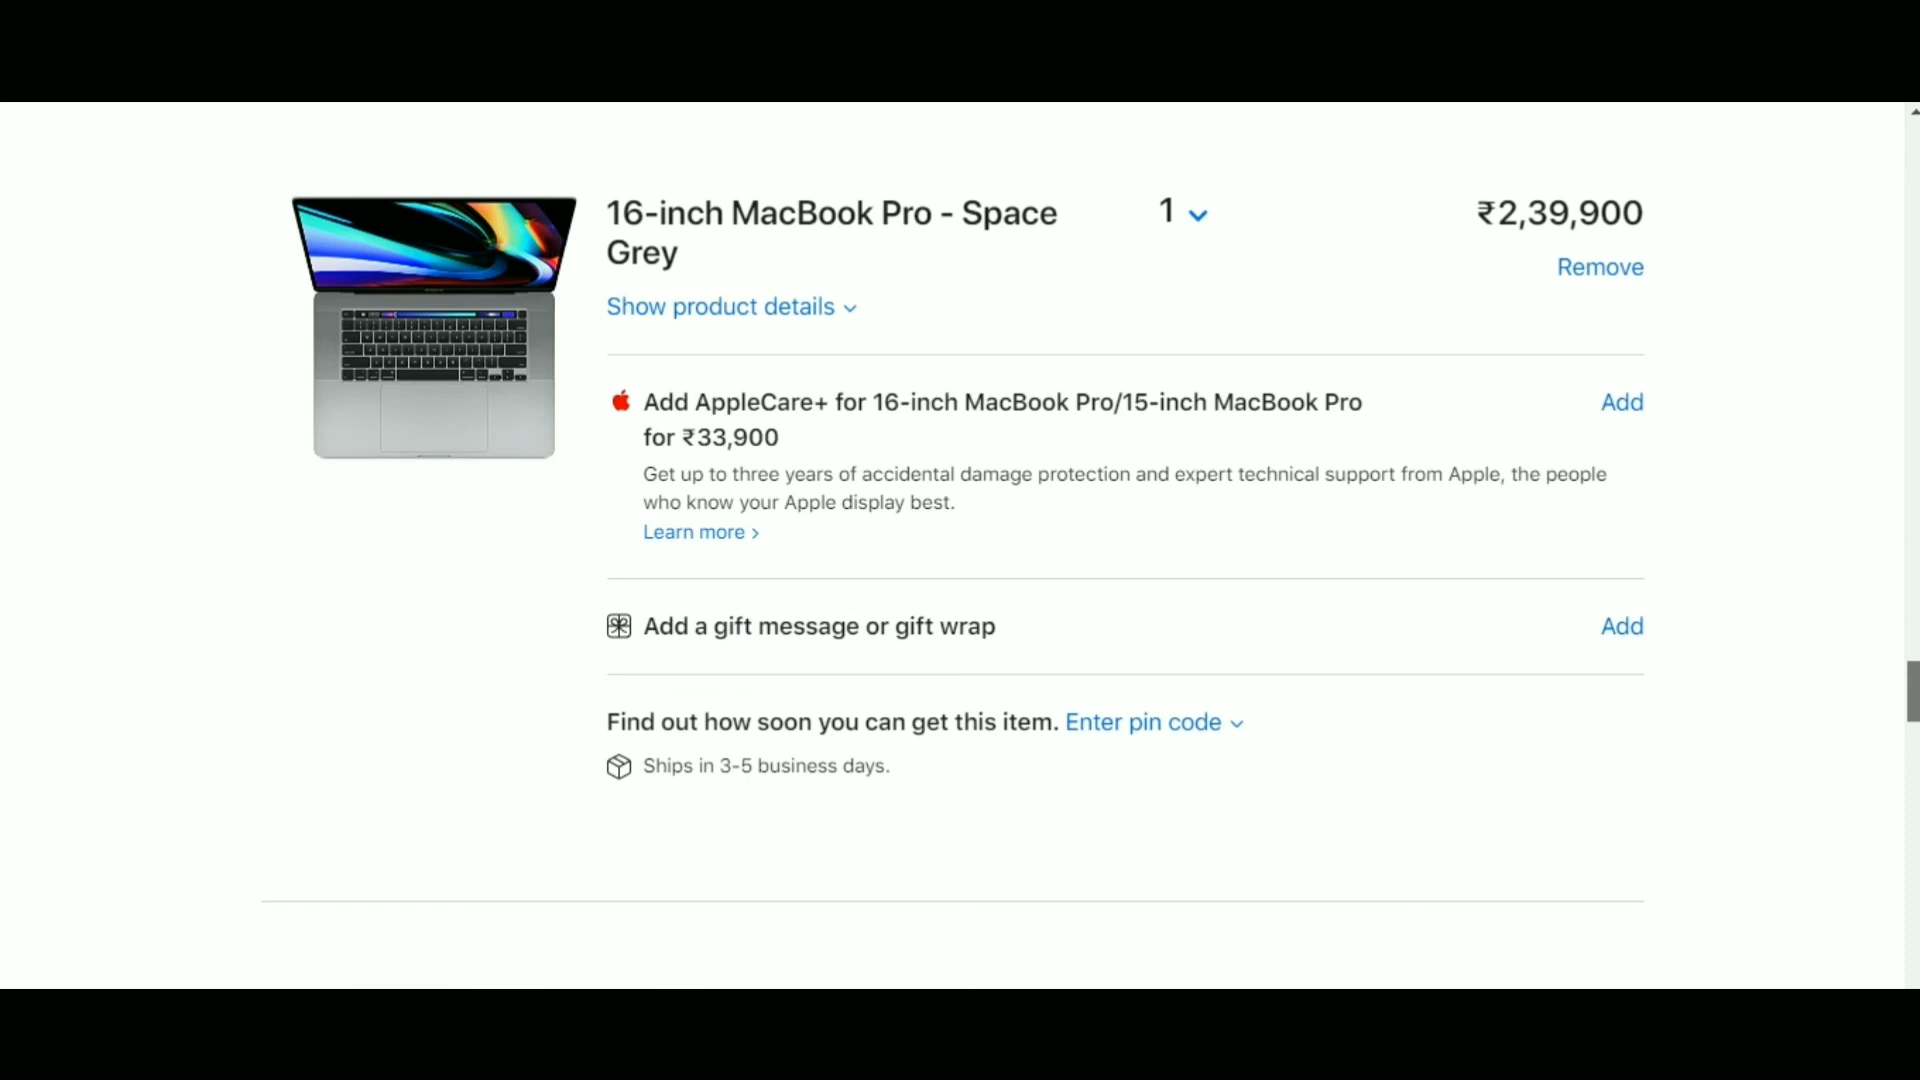 16-inch MacBook Pro - Space
Grey
1
₹2,39,900
Remove
Show product details
Add AppleCare+ for 16-inch MacBook Pro/15-inch MacBook Pro
for ₹33,900
Add
Get up to three years of accidental damage protection and expert technical support from Apple, the people
who know your Apple display best.
Learn more
Add a gift message or gift wrap
Add
Find out how soon you can get this item. Enter pin code
Ships in 3-5 business days.